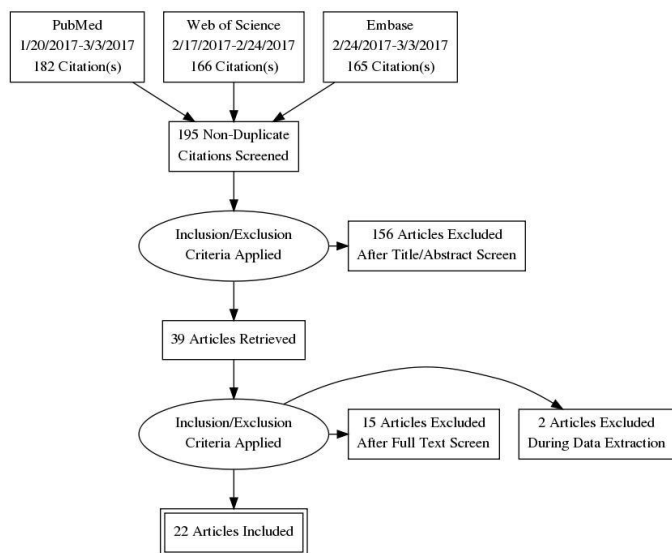 PubMed
1/20/2017-3/3/2017
182 Citation(s)
Web of Science
2/17/2017-2/24/2017
166 Citation(s)
Embase
2/24/2017-3/3/2017
165 Citation(s)
195 Non-Duplicate
Citations Screened
Inclusion/Exclusion
Criteria Applied
156 Articles Excluded
After Title/Abstract Screen
39 Articles Retrieved
Inclusion/Exclusion
Criteria Applied
15 Articles Excluded
After Full Text Screen
2 Articles Excluded
During Data Extraction
22 Articles Included